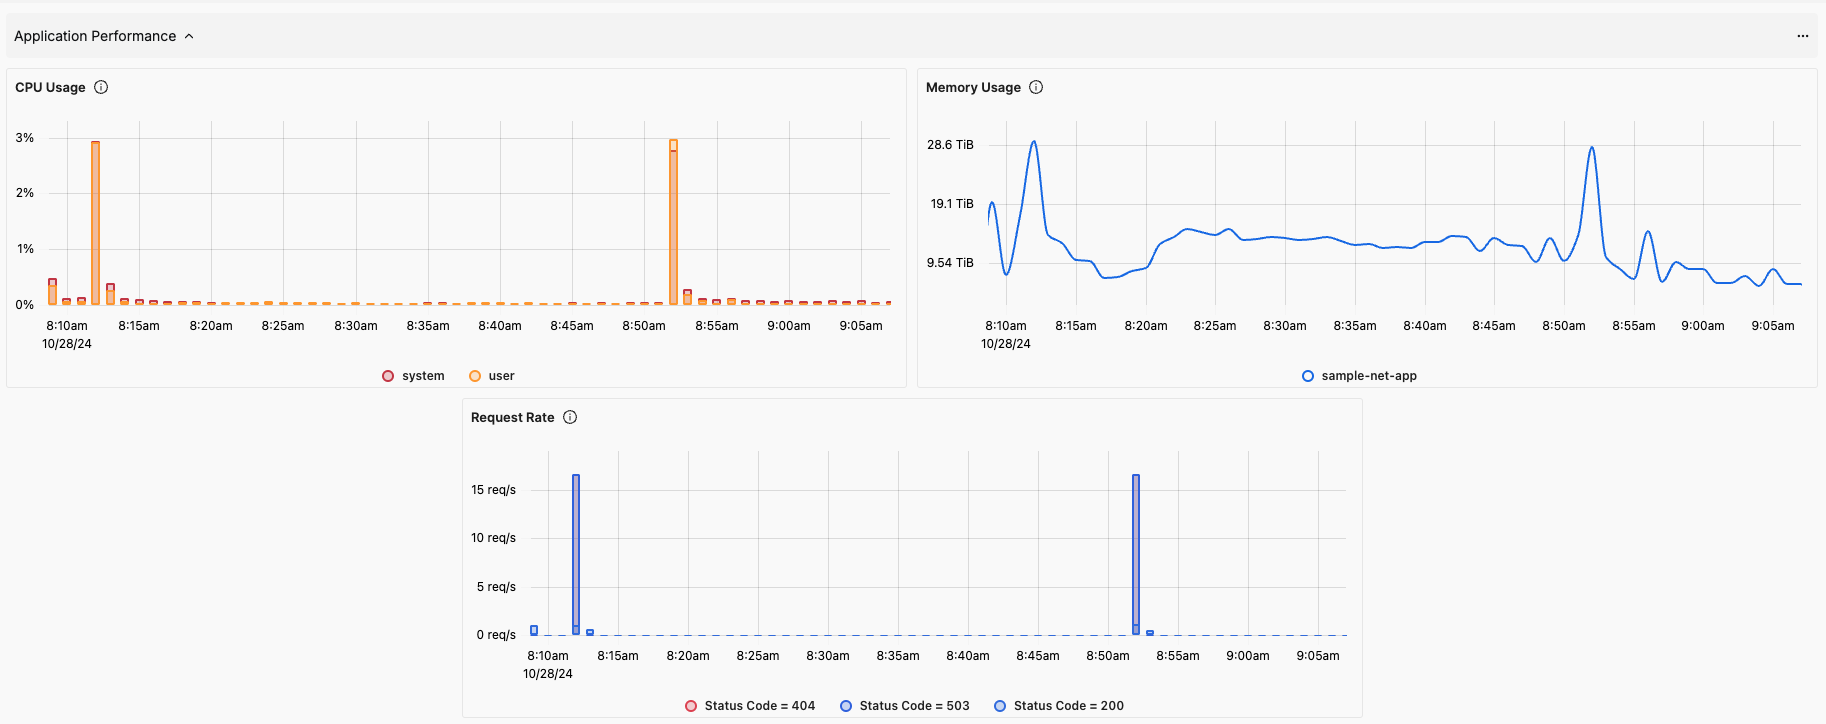 Application Performance
CPU Usage
3%
2%
1%
0%
8:10am 8:15am 8:20am 8:25am 8:30am 8:35am 8:40am 8:45am 8:50am 8:55am 9:00am 9:05am
10/28/24
system user
Memory Usage
28.6 TiB
19.1 TiB
9.54 TiB
8:10am 8:15am 8:20am 8:25am 8:30am 8:35am 8:40am 8:45am 8:50am 8:55am 9:00am 9:05am
10/28/24
sample-net-app
Request Rate
15 req/s
10 req/s
5 req/s
0 req/s
8:10am 8:15am 8:20am 8:25am 8:30am 8:35am 8:40am 8:45am 8:50am 8:55am 9:00am 9:05am
10/28/24
Status Code = 404 Status Code = 503 Status Code = 200